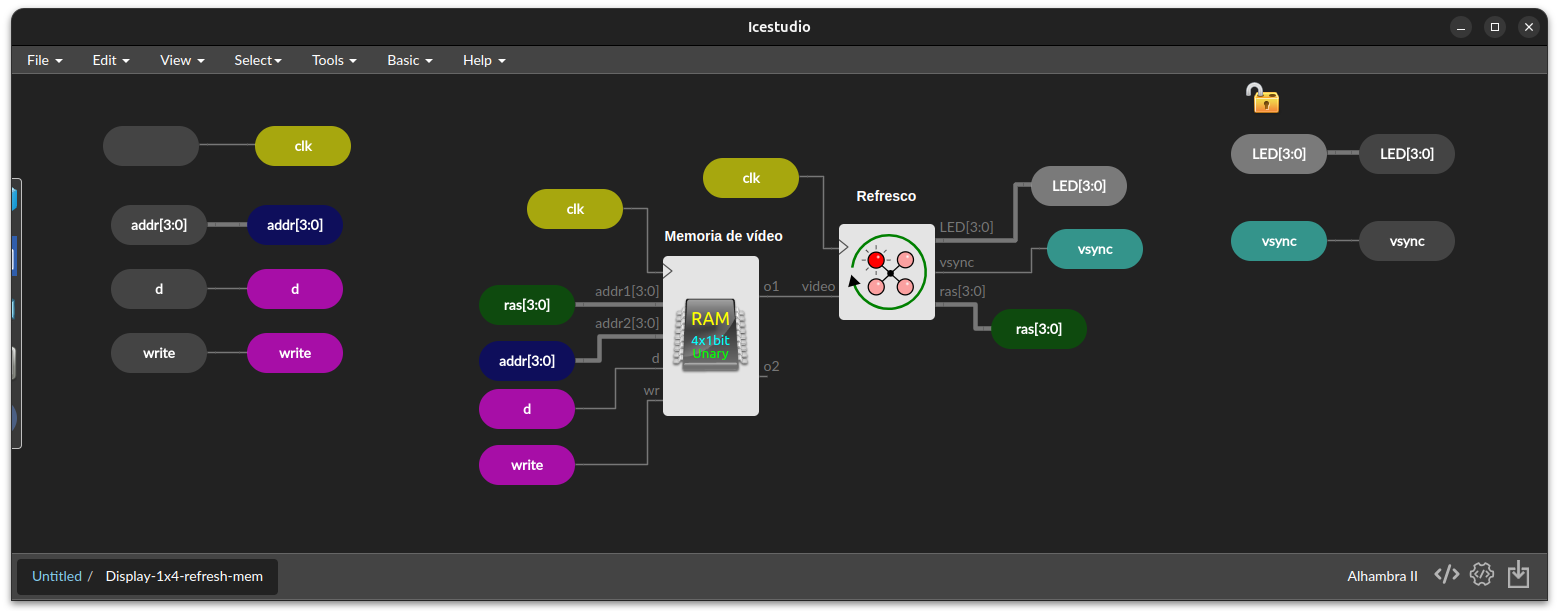 Icestudio
File Edit View Select Tools Basic Help
clk
addr[3:0] addr[3:0]
d d
write write
clk
clk
Memoria de vídeo
ras[3:0]
addr[3:0]
d
write
addr1[3:0]
addr2[3:0]
d
wr
RAM
4x1bit
Unary
o1
o2
Refresco
video
LED[3:0]
vsync
ras[3:0]
LED[3:0]
vsync
ras[3:0]
LED[3:0] LED[3:0]
vsync vsync
Untitled / Display-1x4-refresh-mem
Alhambra II </>